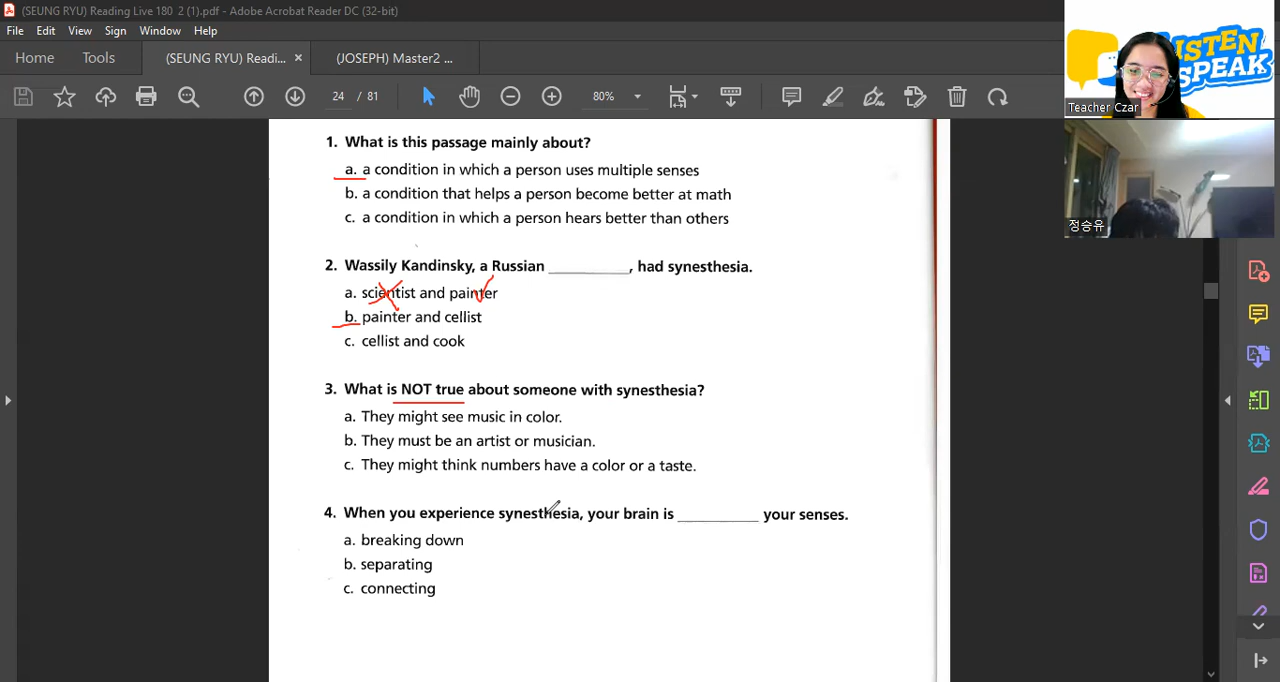 (SEUNG RYU) Reading Live 180 2 (1).pdf - Adobe Acrobat Reader DC (32-bit)
File Edit View Sign Window Help
Home Tools (SEUNG RYU) Readi... × (JOSEPH) Master2 ...
24 / 81 80%
LISTEN
SPEAK
Teacher Czar
정승유
1. What is this passage mainly about?
a. a condition in which a person uses multiple senses
b. a condition that helps a person become better at math
c. a condition in which a person hears better than others
2. Wassily Kandinsky, a Russian __________, had synesthesia.
a. scientist and painter
b. painter and cellist
c. cellist and cook
3. What is NOT true about someone with synesthesia?
a. They might see music in color.
b. They must be an artist or musician.
c. They might think numbers have a color or a taste.
4. When you experience synesthesia, your brain is __________ your senses.
a. breaking down
b. separating
c. connecting